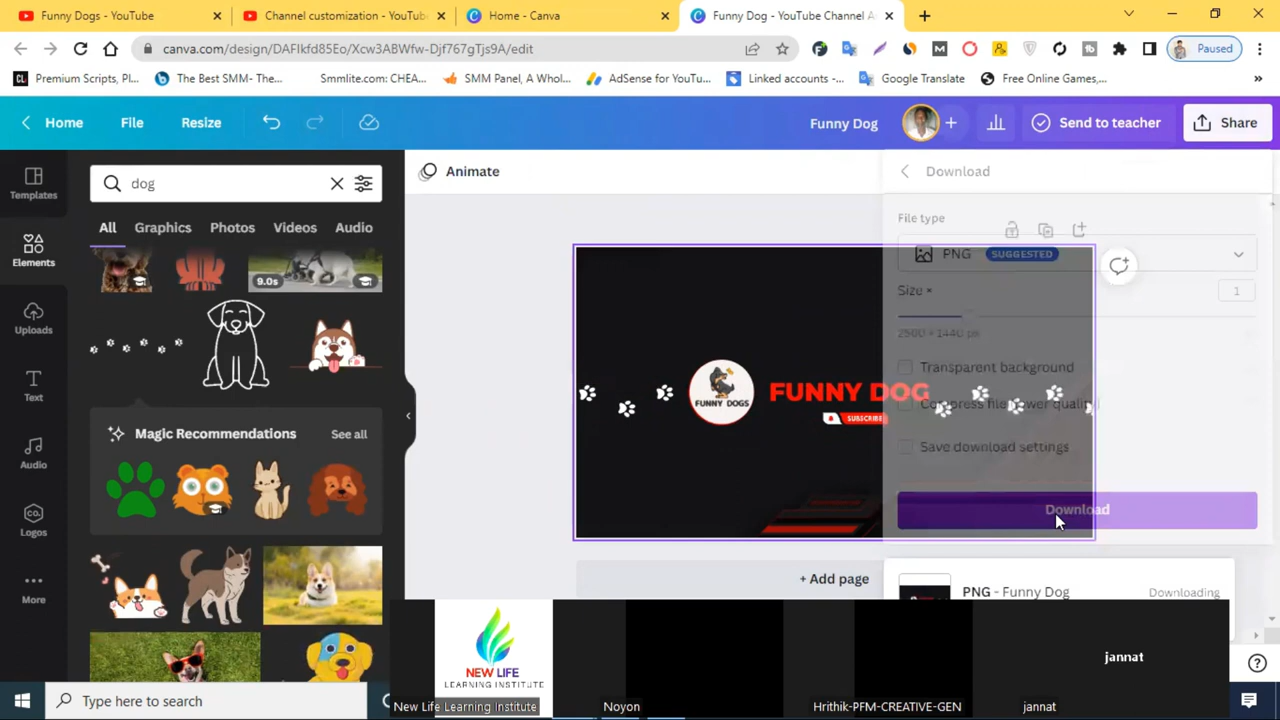 Funny Dogs - YouTube
Channel customization - YouTube
Home - Canva
Funny Dog - YouTube Channel A
canva.com/design/DAFIkfd85Eo/Xcw3ABWfw-Djf767gTjs9A/edit
Paused
Premium Scripts, Pl...
The Best SMM- The...
Smmlite.com: CHEA...
SMM Panel, A Whol...
AdSense for YouTu...
Linked accounts -...
Google Translate
Free Online Games,...
Home
File
Resize
Funny Dog
Send to teacher
Share
Templates
dog
Animate
Download
All
Graphics
Photos
Videos
Audio
File type
Elements
PNG
SUGGESTED
9.0s
Size ×
1
Uploads
Transparent background
FUNNY DOGS
FUNNY DOG
SUBSCRIBE
Text
Magic Recommendations
See all
Save download settings
Audio
Download
Logos
+ Add page
PNG - Funny Dog
Downloading
More
NEW LIFE
LEARNING INSTITUTE
jannat
Type here to search
New Life Learning Institute
Noyon
Hrithik-PFM-CREATIVE-GEN
jannat